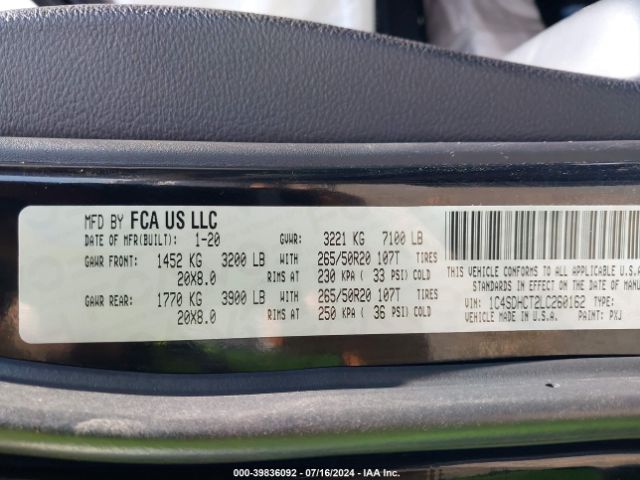 MFD BY FCA US LLC
DATE OF MFR(BUILT): 1-20 GVWR: 3221 KG 7100 LB
GAWR FRONT: 1452 KG 3200 LB WITH 265/50R20 107T TIRES
20X8.0 RIMS AT 230 KPA ( 33 PSI) COLD
GAWR REAR: 1770 KG 3900 LB WITH 265/50R20 107T TIRES
20X8.0 RIMS AT 250 KPA ( 36 PSI) COLD
THIS VEHICLE CONFORMS TO ALL
STANDARDS IN EFFECT ON THE
VIN: 1C4SDHCT2LC260162 TYPE:
VEHICLE MADE IN U.S.A. PAINT: PXJ
000-39836092 - 07/16/2024 - IAA Inc.